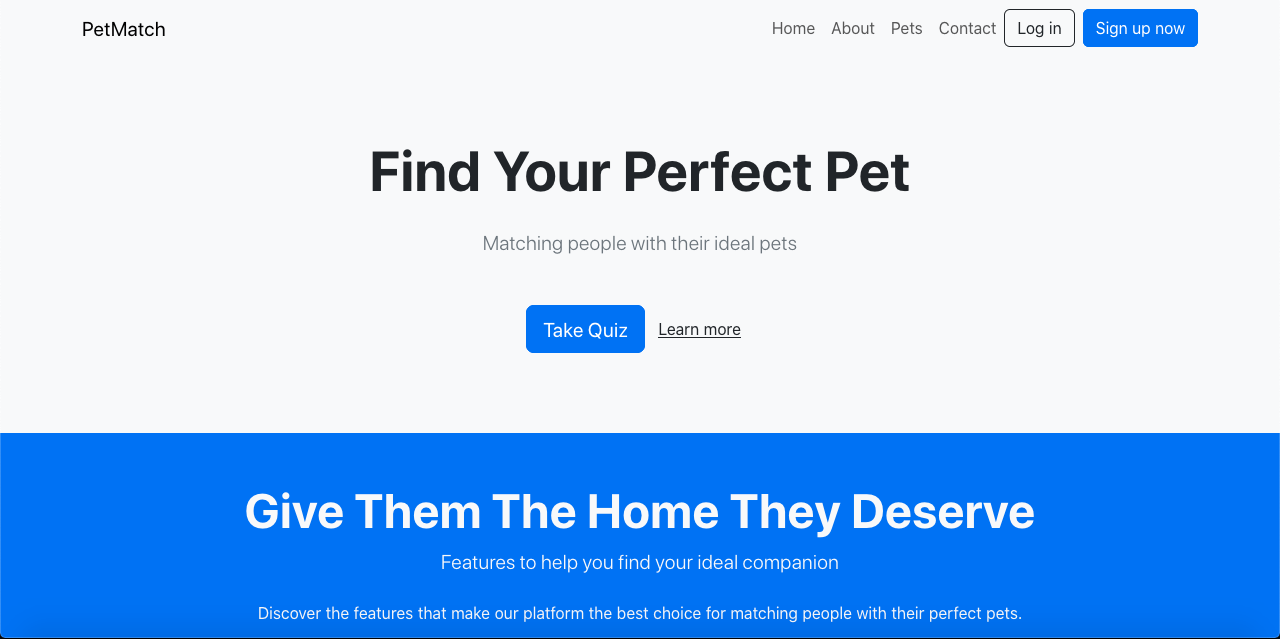 PetMatch
Home About Pets Contact Log in Sign up now
Find Your Perfect Pet
Matching people with their ideal pets
Take Quiz Learn more
Give Them The Home They Deserve
Features to help you find your ideal companion
Discover the features that make our platform the best choice for matching people with their perfect pets.